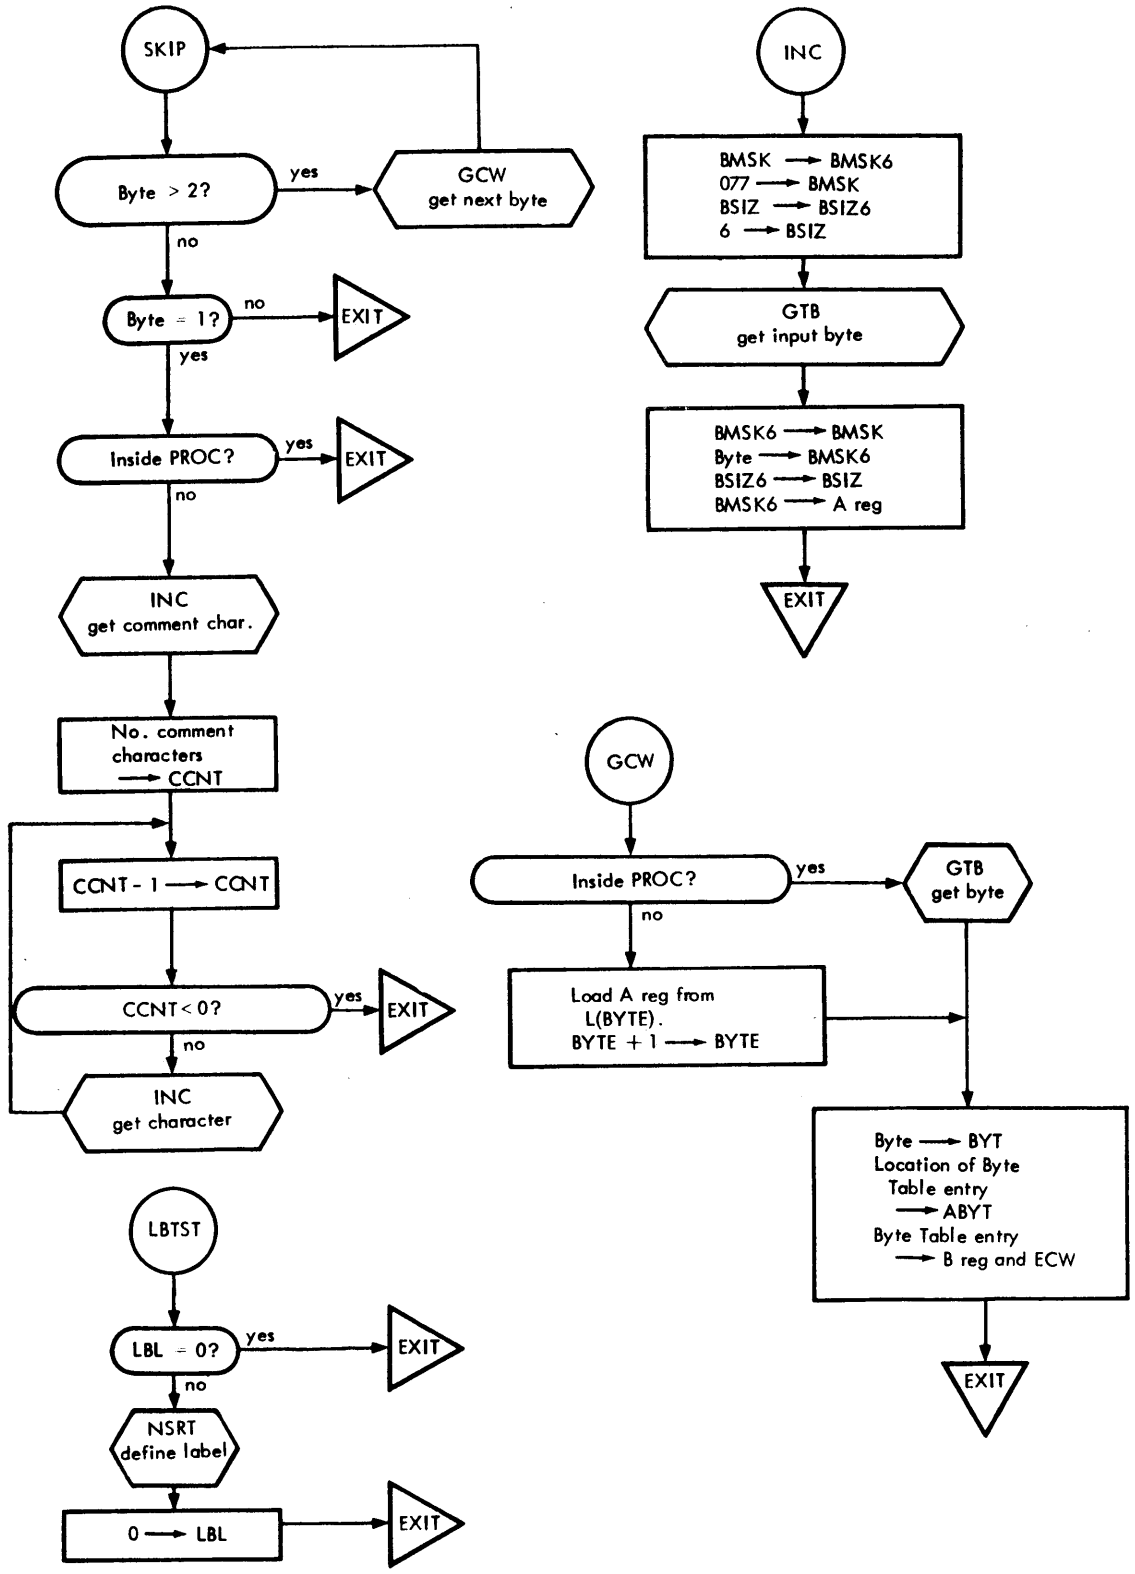 SKIP
Byte > 2?
yes
GCW
get next byte
no
Byte = 1?
no
EXIT
yes
Inside PROC?
yes
EXIT
no
INC
get comment char.
No. comment
characters
→ CCNT
CCNT - 1 → CCNT
CCNT < 0?
yes
EXIT
no
INC
get character
LBTST
LBL = 0?
yes
EXIT
no
NSRT
define label
0 → LBL
EXIT
INC
BMSK → BMSK6
077 → BMSK
BSIZ → BSIZ6
6 → BSIZ
GTB
get input byte
BMSK6 → BMSK
Byte → BMSK6
BSIZ6 → BSIZ
BMSK6 → A reg
EXIT
GCW
Inside PROC?
yes
GTB
get byte
no
Load A reg from
L(BYTE).
BYTE + 1 → BYTE
Byte → BYT
Location of Byte
Table entry
→ ABYT
Byte Table entry
→ B reg and ECW
EXIT